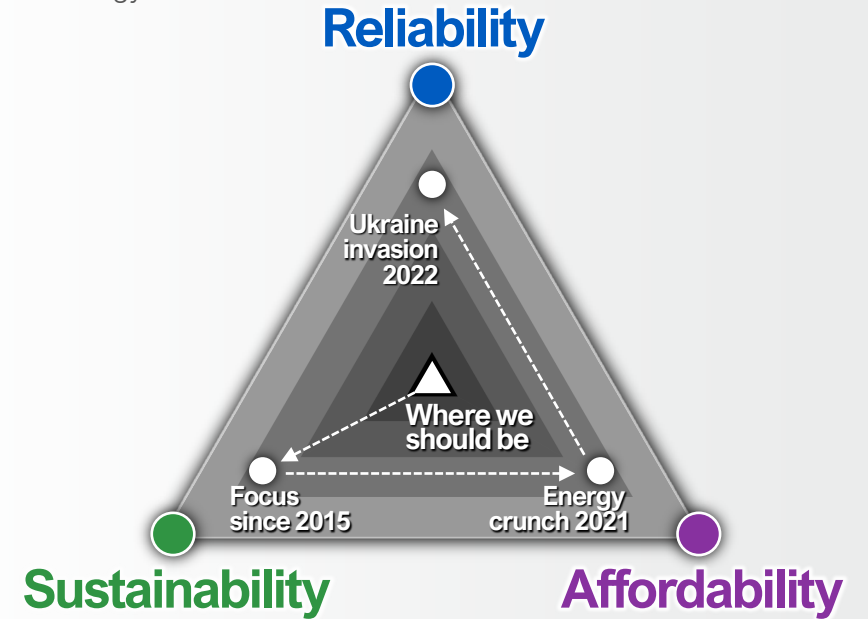 Reliability
Ukraine
invasion
2022
Where we
should be
Focus
since 2015
Energy
crunch 2021
Sustainability
Affordability